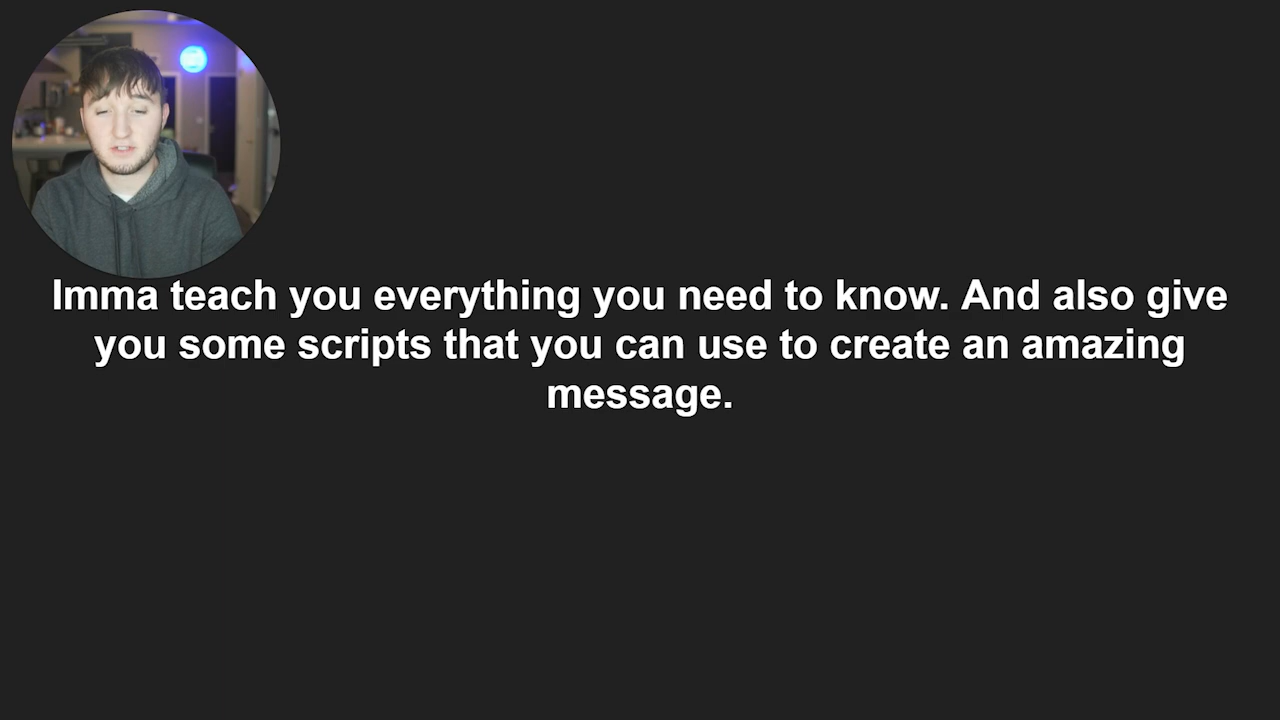 Imma teach you everything you need to know. And also give
you some scripts that you can use to create an amazing
message.